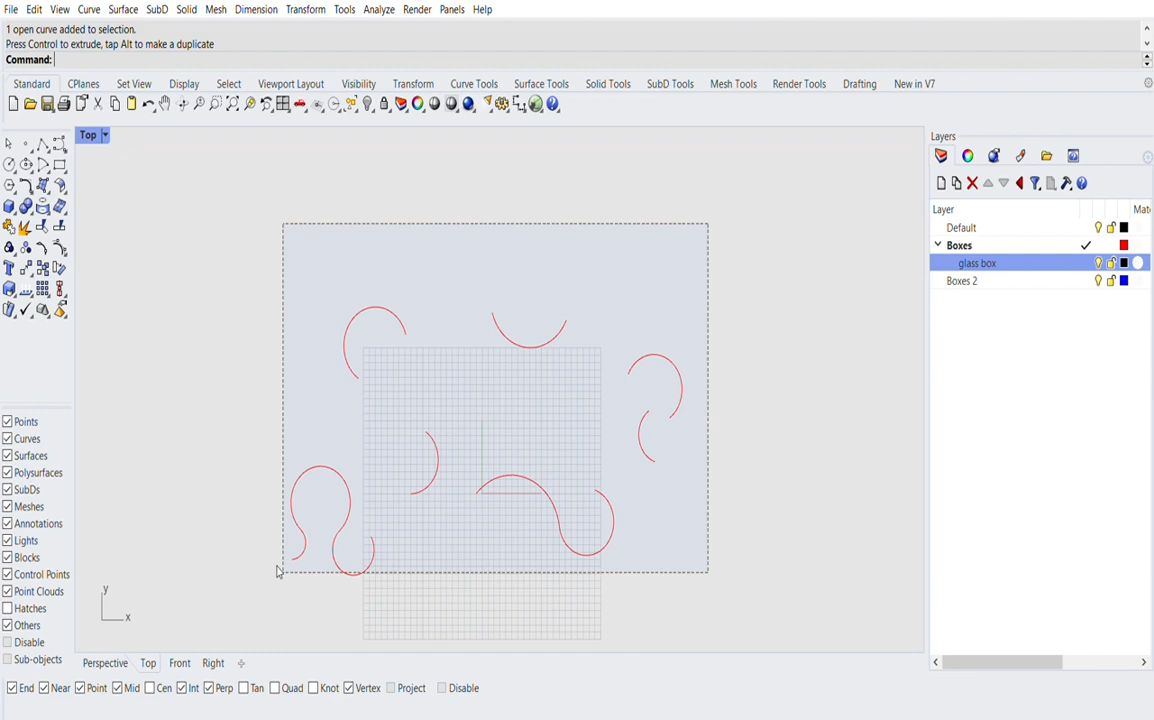 File Edit View Curve Surface SubD Solid Mesh Dimension Transform Tools Analyze Render Panels Help
1 open curve added to selection.
Press Control to extrude, tap Alt to make a duplicate
Command:
Standard CPlanes Set View Display Select Viewport Layout Visibility Transform Curve Tools Surface Tools Solid Tools SubD Tools Mesh Tools Render Tools Drafting New in V7
Top
Layers
Layer Mate
Default
Boxes
glass box
Boxes 2
Points
Curves
Surfaces
Polysurfaces
SubDs
Meshes
Annotations
Lights
Blocks
Control Points
Point Clouds
Hatches
Others
Disable
Sub-objects
y
x
Perspective Top Front Right
End Near Point Mid Cen Int Perp Tan Quad Knot Vertex Project Disable